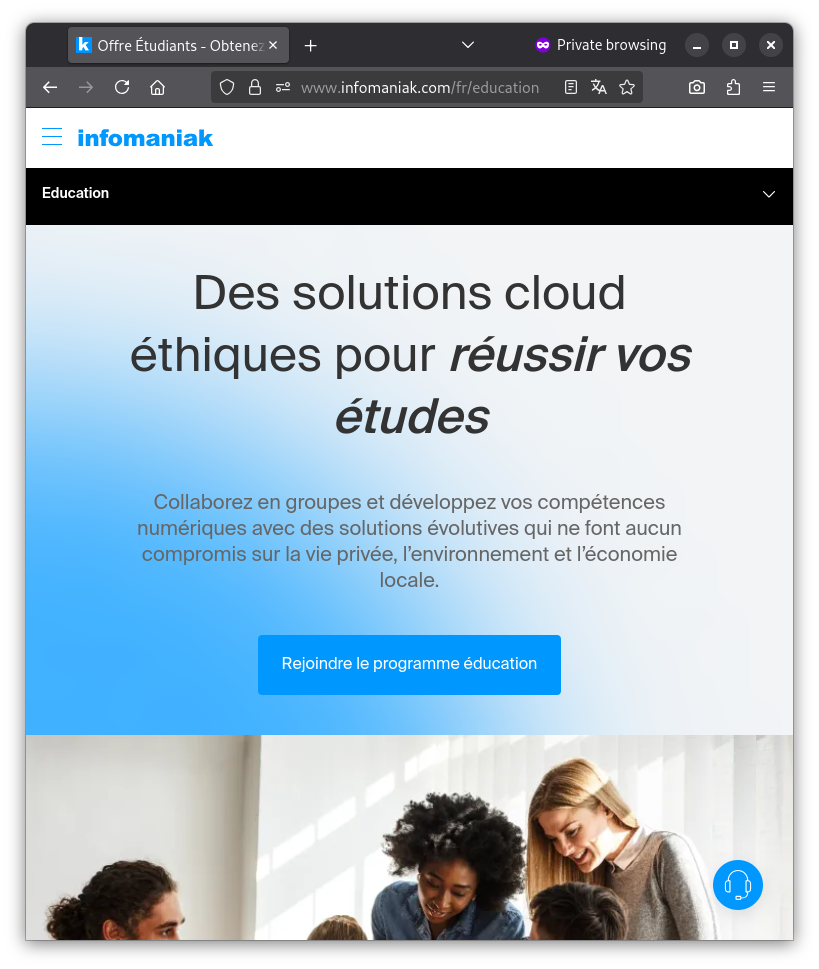 Offre Étudiants - Obtenez
Private browsing
www.infomaniak.com/fr/education
infomaniak
Education
Des solutions cloud
éthiques pour réussir vos
études
Collaborez en groupes et développez vos compétences
numériques avec des solutions évolutives qui ne font aucun
compromis sur la vie privée, l’environnement et l’économie
locale.
Rejoindre le programme éducation